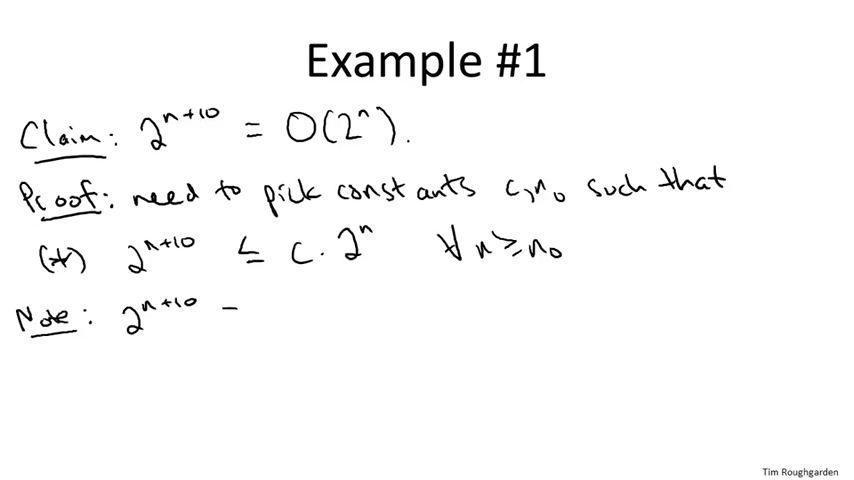 Example #1
Claim: 2^{n+10} = O(2^n).
Proof: need to pick constants c, n₀ such that
(*) 2^{n+10} ≤ c · 2^n ∀ n ≥ n₀
Note: 2^{n+10} -
Tim Roughgarden